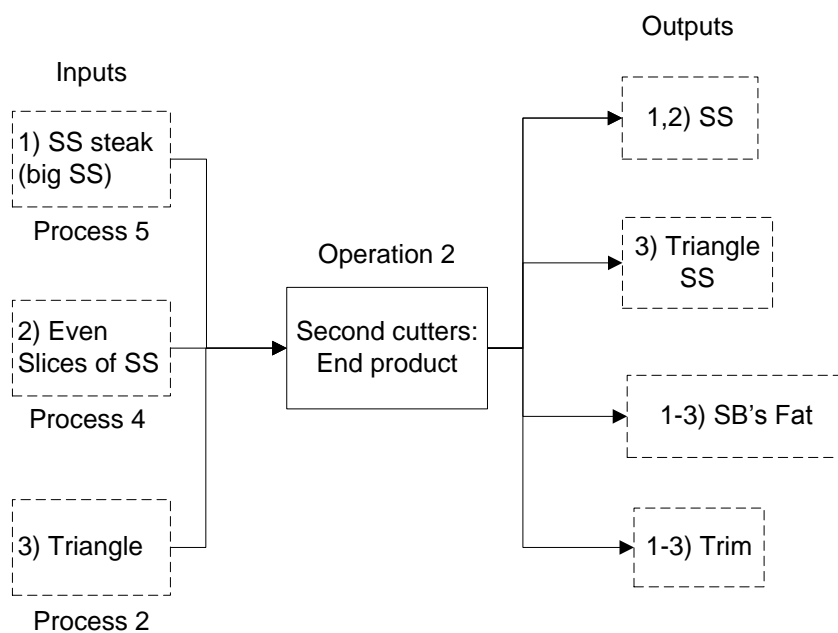 Inputs
1) SS steak
(big SS)
Process 5
2) Even
Slices of SS
Process 4
3) Triangle
Process 2
Operation 2
Second cutters:
End product
Outputs
1,2) SS
3) Triangle
SS
1-3) SB's Fat
1-3) Trim